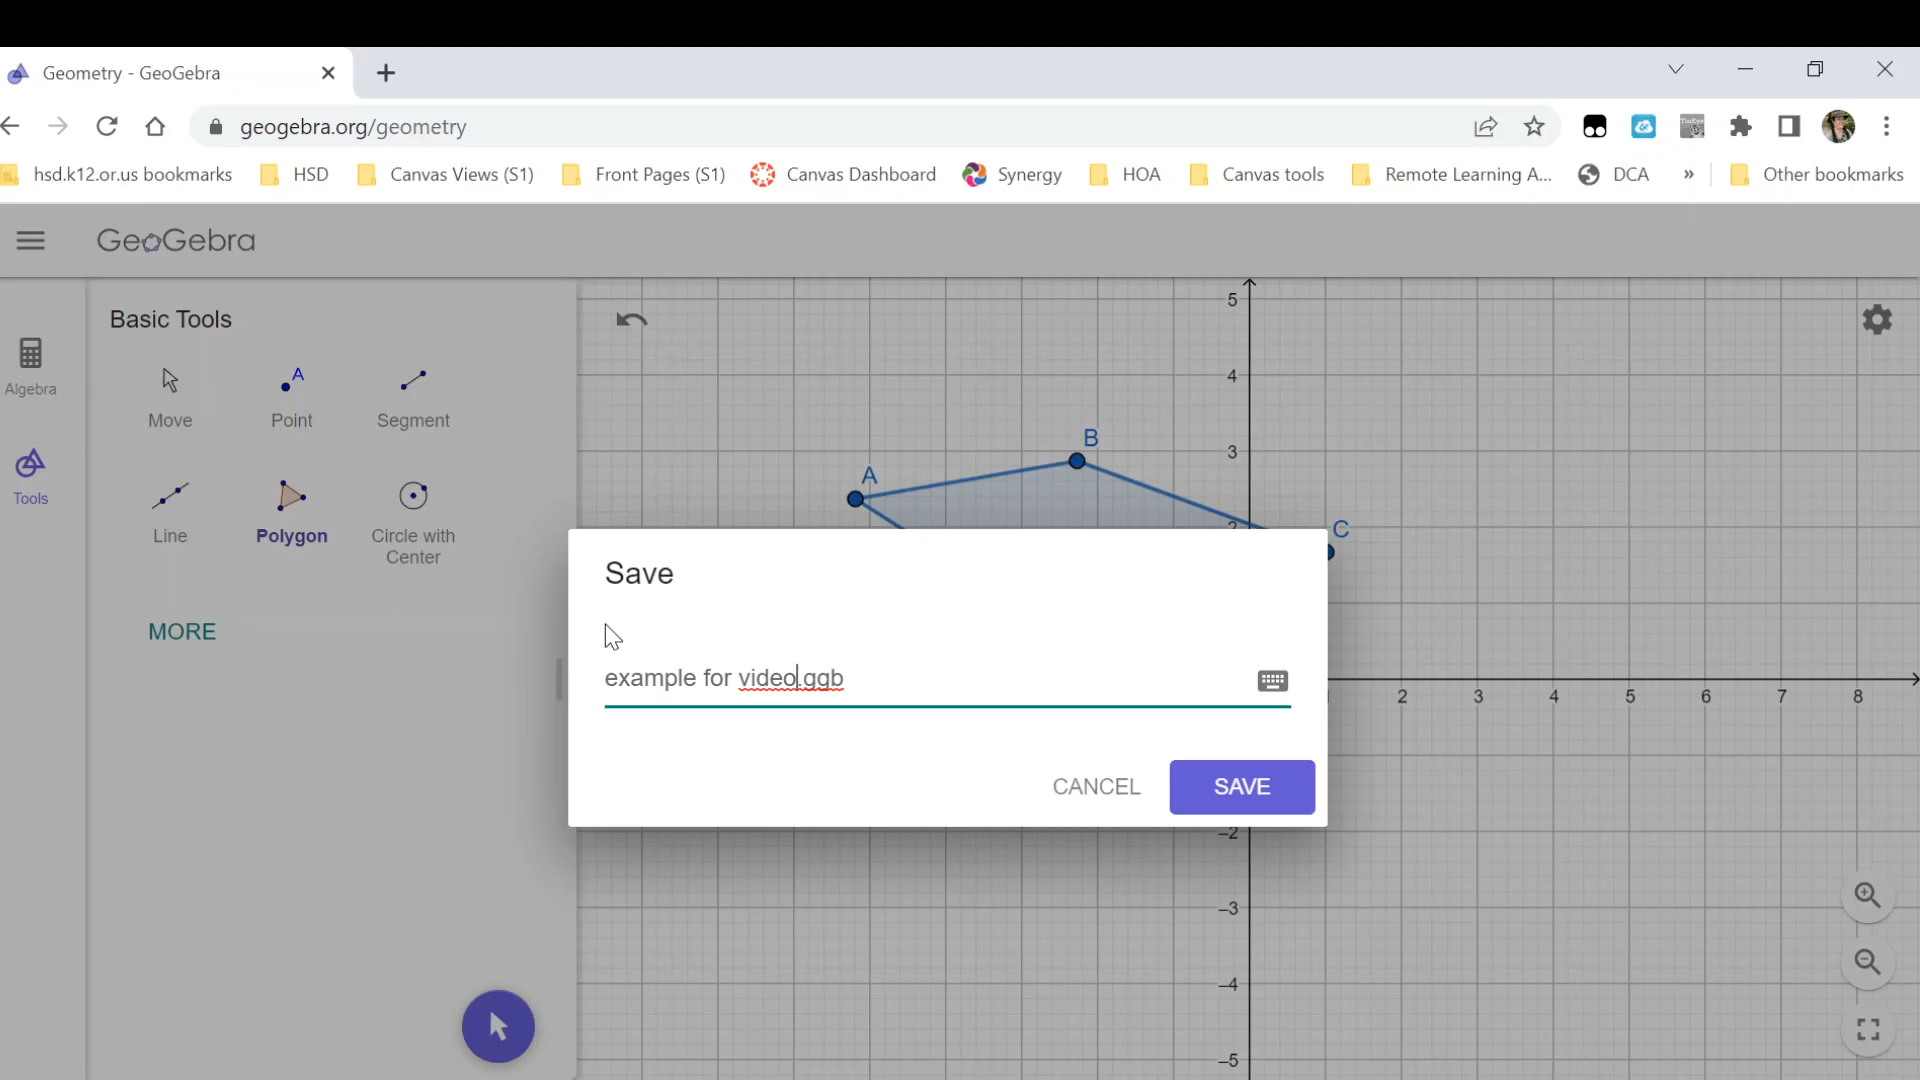 Geometry - GeoGebra
geogebra.org/geometry
TinEye
hsd.k12.or.us bookmarks
HSD
Canvas Views (S1)
Front Pages (S1)
Canvas Dashboard
Synergy
HOA
Canvas tools
Remote Learning A...
DCA
»
Other bookmarks
GeoGebra
Algebra
Tools
Basic Tools
Move
A
Point
Segment
Line
Polygon
Circle with
Center
MORE
5
4
3
A
B
C
2 3 4 5 6 7 8
–2
–3
–4
–5
Save
example for video.ggb
CANCEL
SAVE